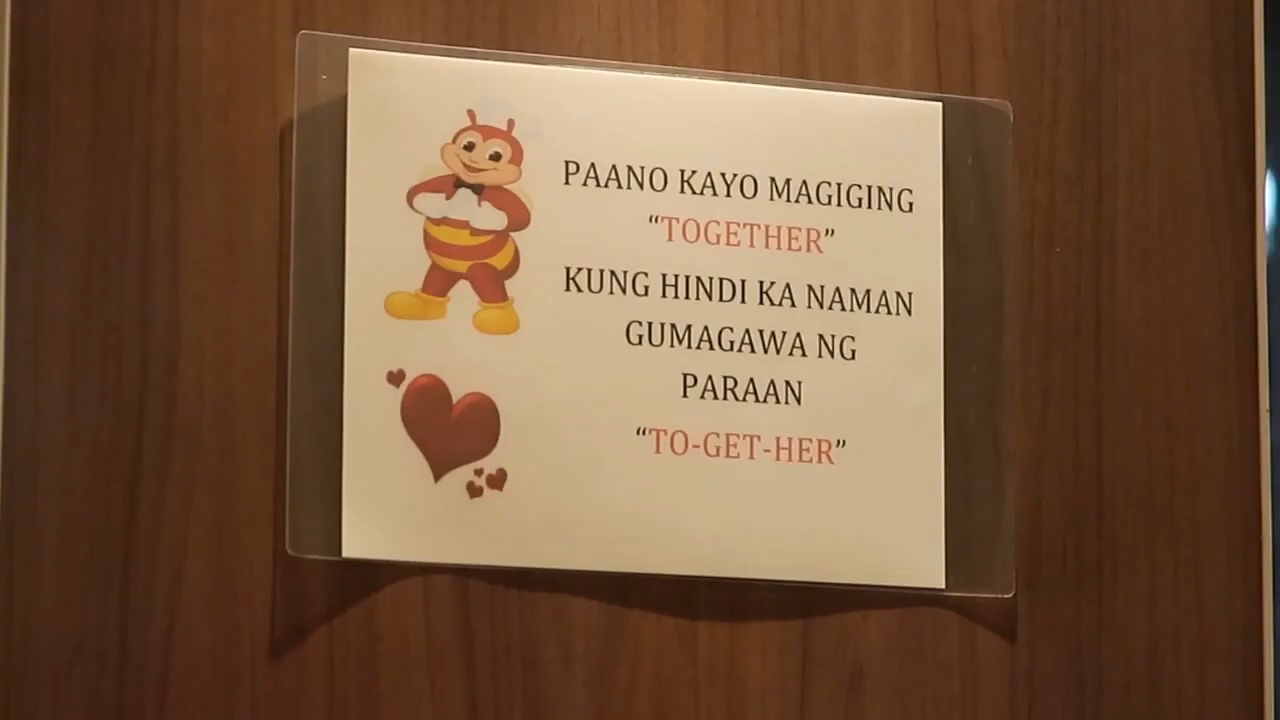 PAANO KAYO MAGIGING
“TOGETHER”
KUNG HINDI KA NAMAN
GUMAGAWA NG
PARAAN
“TO-GET-HER”